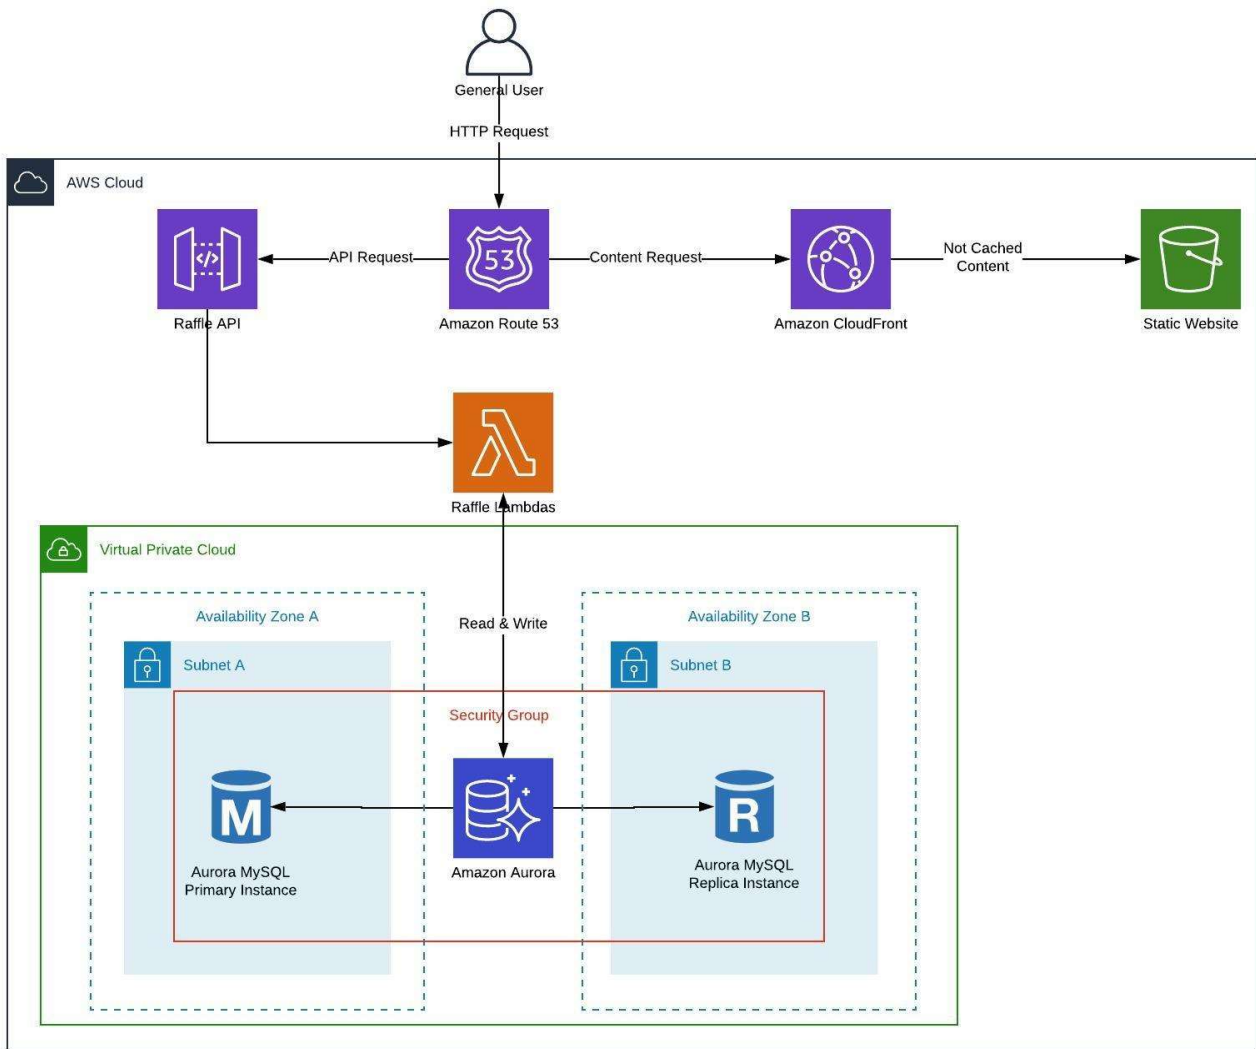 General User
HTTP Request
AWS Cloud
API Request
53
Content Request
Not Cached
Content
</>
Raffle API
Amazon Route 53
Amazon CloudFront
Static Website
Raffle Lambdas
Virtual Private Cloud
Availability Zone A
Read & Write
Availability Zone B
Subnet A
Subnet B
Security Group
M
R
Aurora MySQL
Primary Instance
Amazon Aurora
Aurora MySQL
Replica Instance